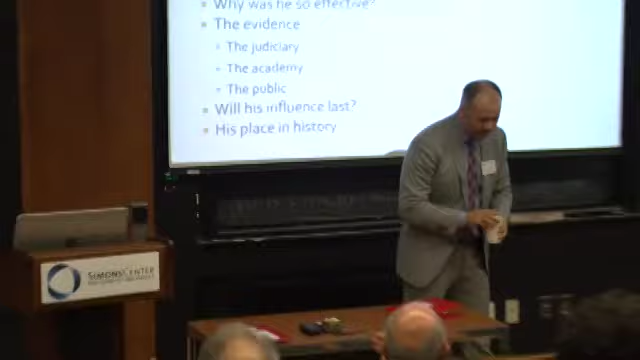 Why was he so effective?
The evidence
The judiciary
The academy
The public
Will his influence last?
His place in history
SIMONS CENTER